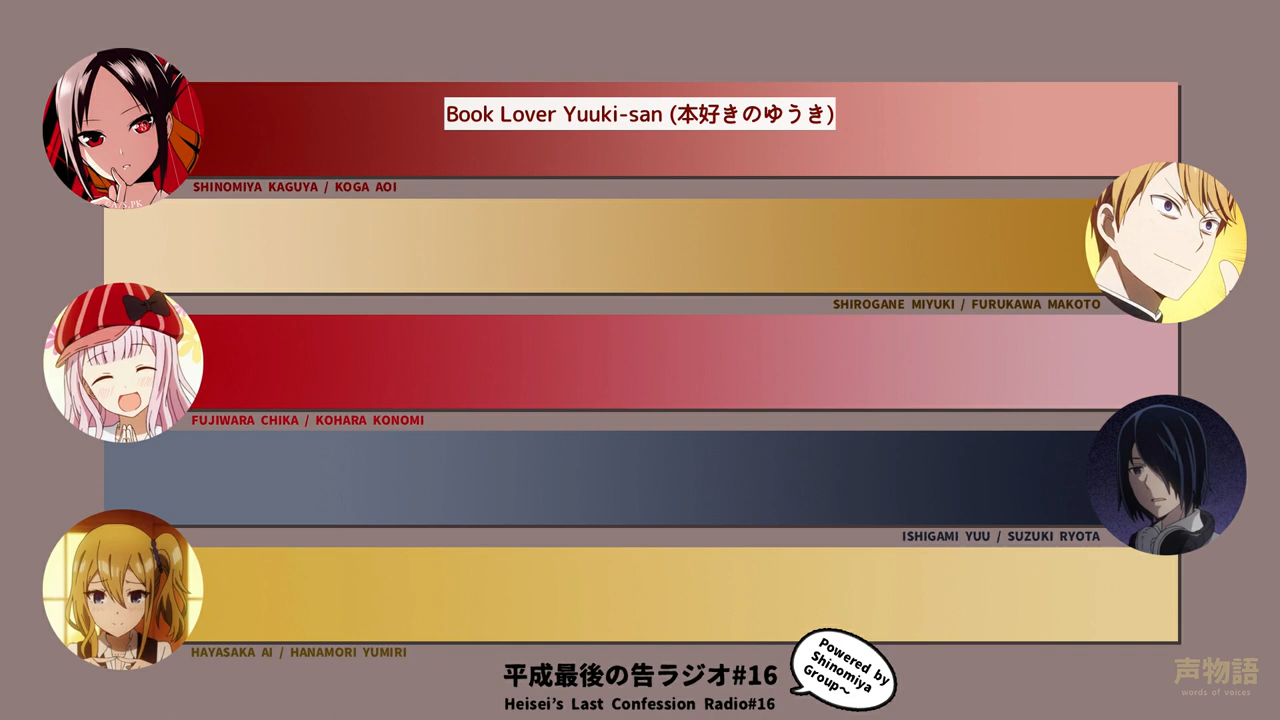 Book Lover Yuuki-san (本好きのゆうき)
SHINOMIYA KAGUYA / KOGA AOI
SHIROGANE MIYUKI / FURUKAWA MAKOTO
FUJIWARA CHIKA / KOHARA KONOMI
ISHIGAMI YUU / SUZUKI RYOTA
HAYASAKA AI / HANAMORI YUMIRI
平成最後の告ラジオ#16
Heisei's Last Confession Radio#16
Powered by
Shinomiya
Group~
声物語
words of voices